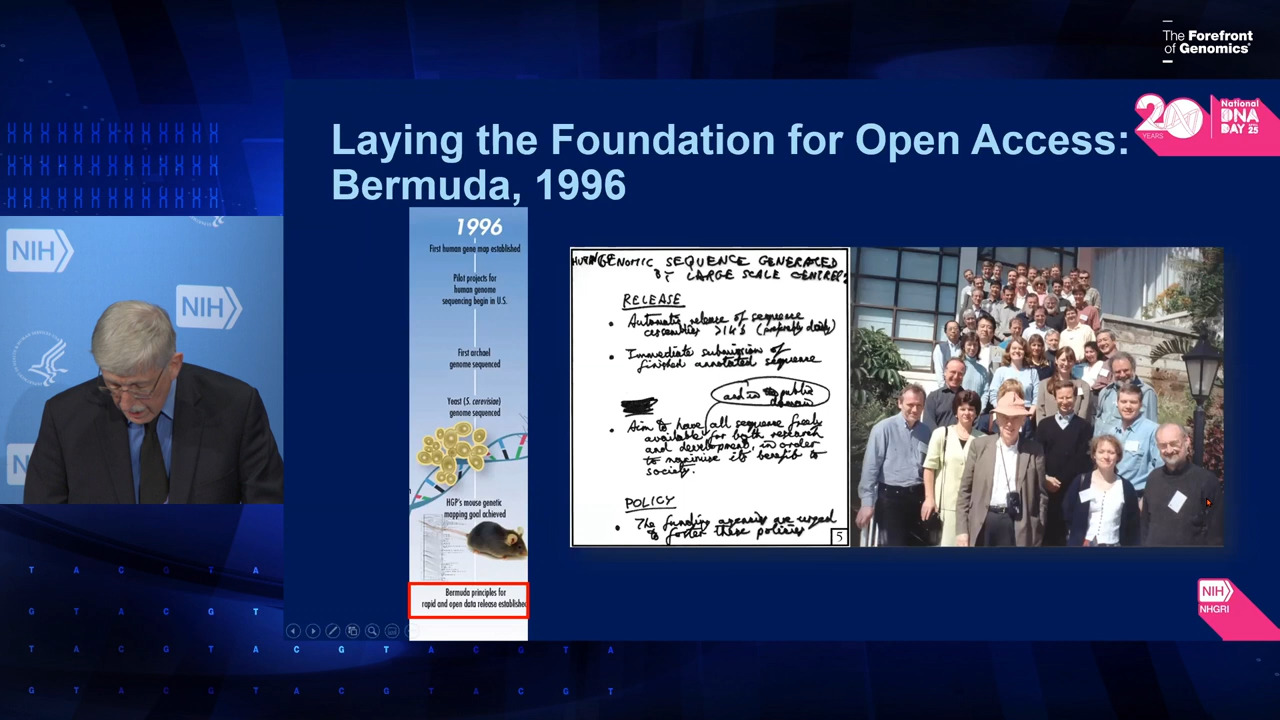 The Forefront
of Genomics®
20
YEARS
National
DNA
DAY
APRIL
25
Laying the Foundation for Open Access:
Bermuda, 1996
NIH
NIH
N
1996
First human gene map established
Pilot projects for
human genome
sequencing begin in U.S.
First archael
genome sequenced
Yeast (S. cerevisiae)
genome sequenced
HGP's mouse genetic
mapping goal achieved
Bermuda principles for
rapid and open data release established
HUMAN GENOMIC SEQUENCE GENERATED
BY LARGE SCALE CENTRES
RELEASE
• Automatic release of sequence
assemblies >1kb (preferably daily)
• Immediate submission of
finished annotated sequence
and in public
domain
• Aim to have all sequence freely
available for both research
and development, in order
to maximise its benefit to
society.
POLICY
• The funding agencies are urged
to foster these policies
5
NIH
NHGRI
T A C G T A
G T A C G T
T A C G T A C G T A C G T A
G T A C G T A C G T A C G T